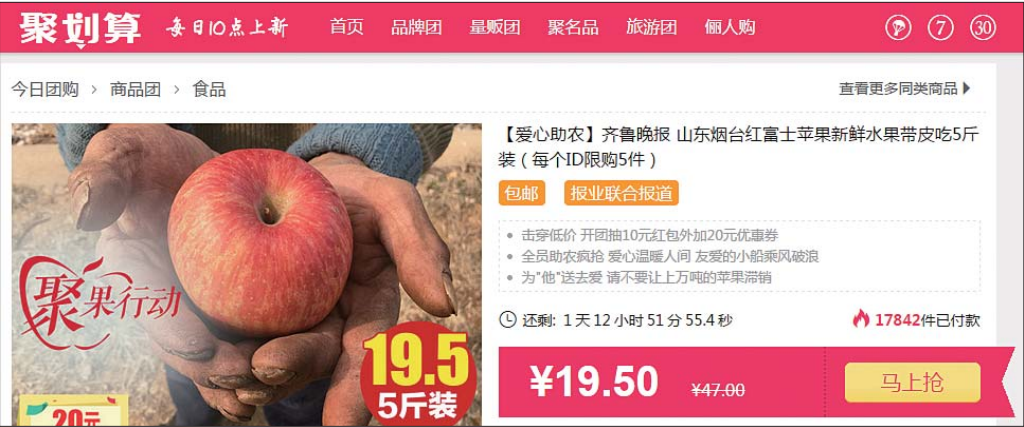 聚划算 每日10点上新 首页 品牌团 量贩团 聚名品 旅游团 俪人购 7 30
今日团购 > 商品团 > 食品 查看更多同类商品
【爱心助农】齐鲁晚报 山东烟台红富士苹果新鲜水果带皮吃5斤
装（每个ID限购5件）
包邮 报业联合报道
击穿低价 开团抽10元红包外加20元优惠券
全员助农疯抢 爱心温暖人间 友爱的小船乘风破浪
为"他"送去爱 请不要让上万吨的苹果滞销
聚果行动
还剩: 1天12小时51分55.4秒 17842件已付款
19.5
5斤装
¥19.50 ¥47.00 马上抢
20元